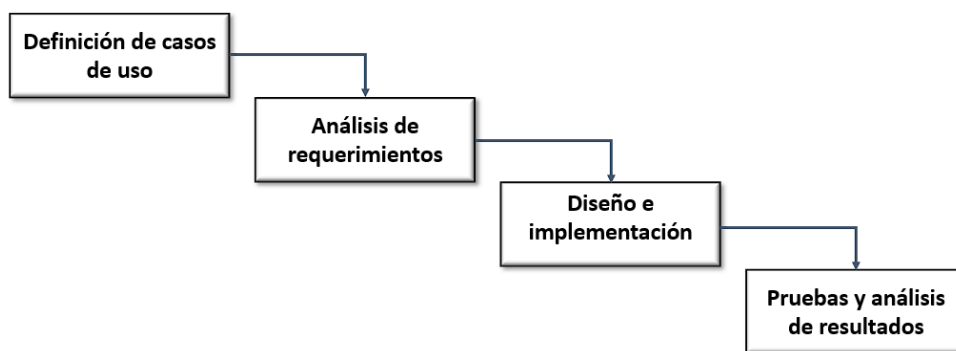 Definición de casos
de uso
Análisis de
requerimientos
Diseño e
implementación
Pruebas y análisis
de resultados